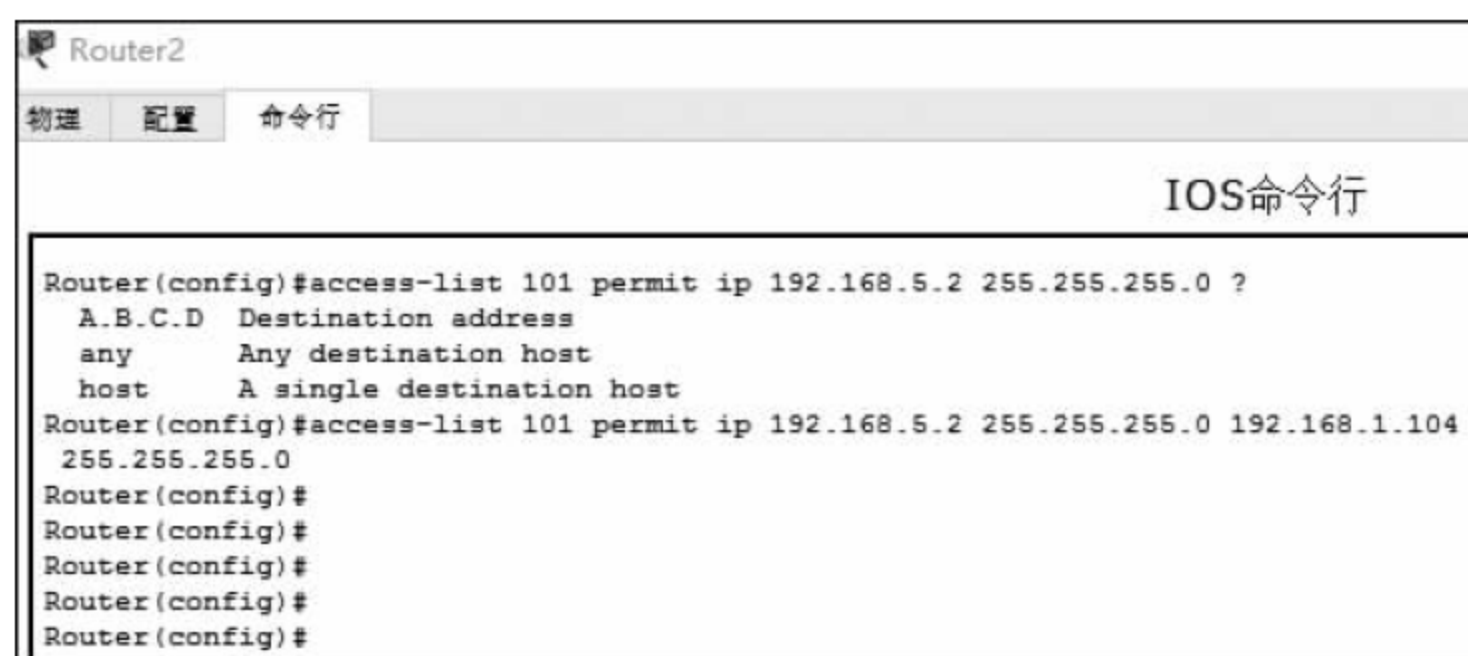 Router2
物理 配置 命令行
IOS命令行
Router(config)#access-list 101 permit ip 192.168.5.2 255.255.255.0 ?
A.B.C.D Destination address
any Any destination host
host A single destination host
Router(config)#access-list 101 permit ip 192.168.5.2 255.255.255.0 192.168.1.104
255.255.255.0
Router(config)#
Router(config)#
Router(config)#
Router(config)#
Router(config)#